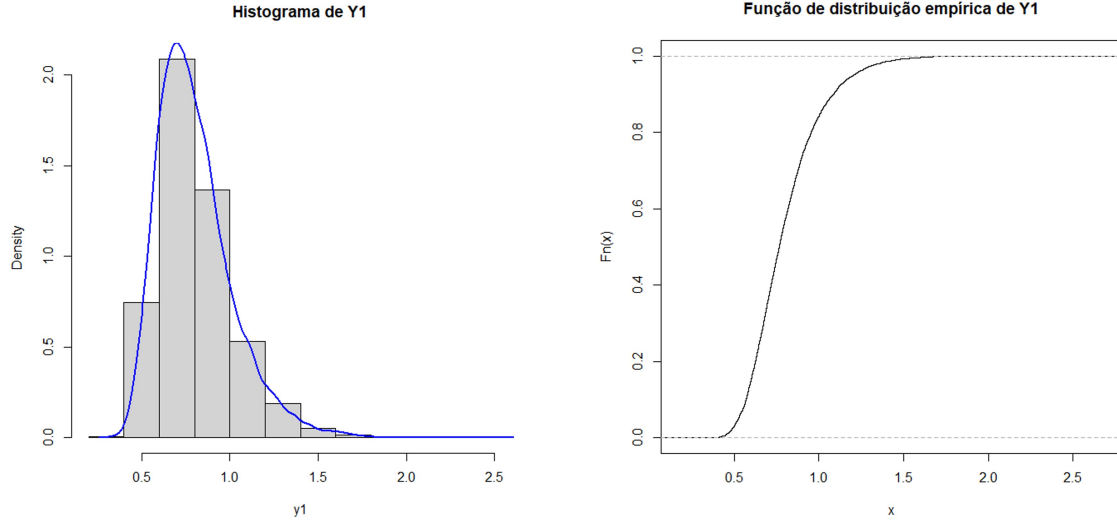 Histograma de Y1
Density
0.0 0.5 1.0 1.5 2.0
0.5 1.0 1.5 2.0 2.5
y1
Função de distribuição empírica de Y1
Fn(x)
0.0 0.2 0.4 0.6 0.8 1.0
0.5 1.0 1.5 2.0 2.5
x